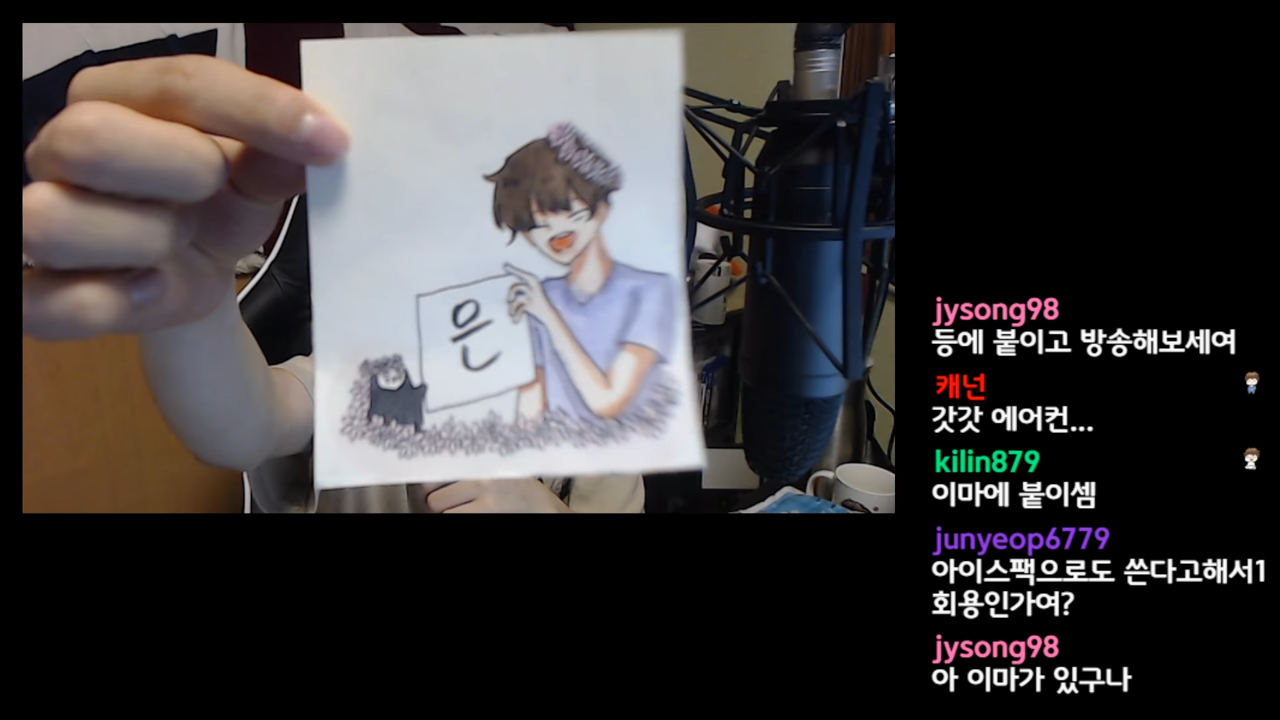 은
jysong98
등에 붙이고 방송해보세여
캐넌
갓갓 에어컨...
kilin879
이마에 붙이셈
junyeop6779
아이스팩으로도 쓴다고해서1
회용인가여?
jysong98
아 이마가 있구나